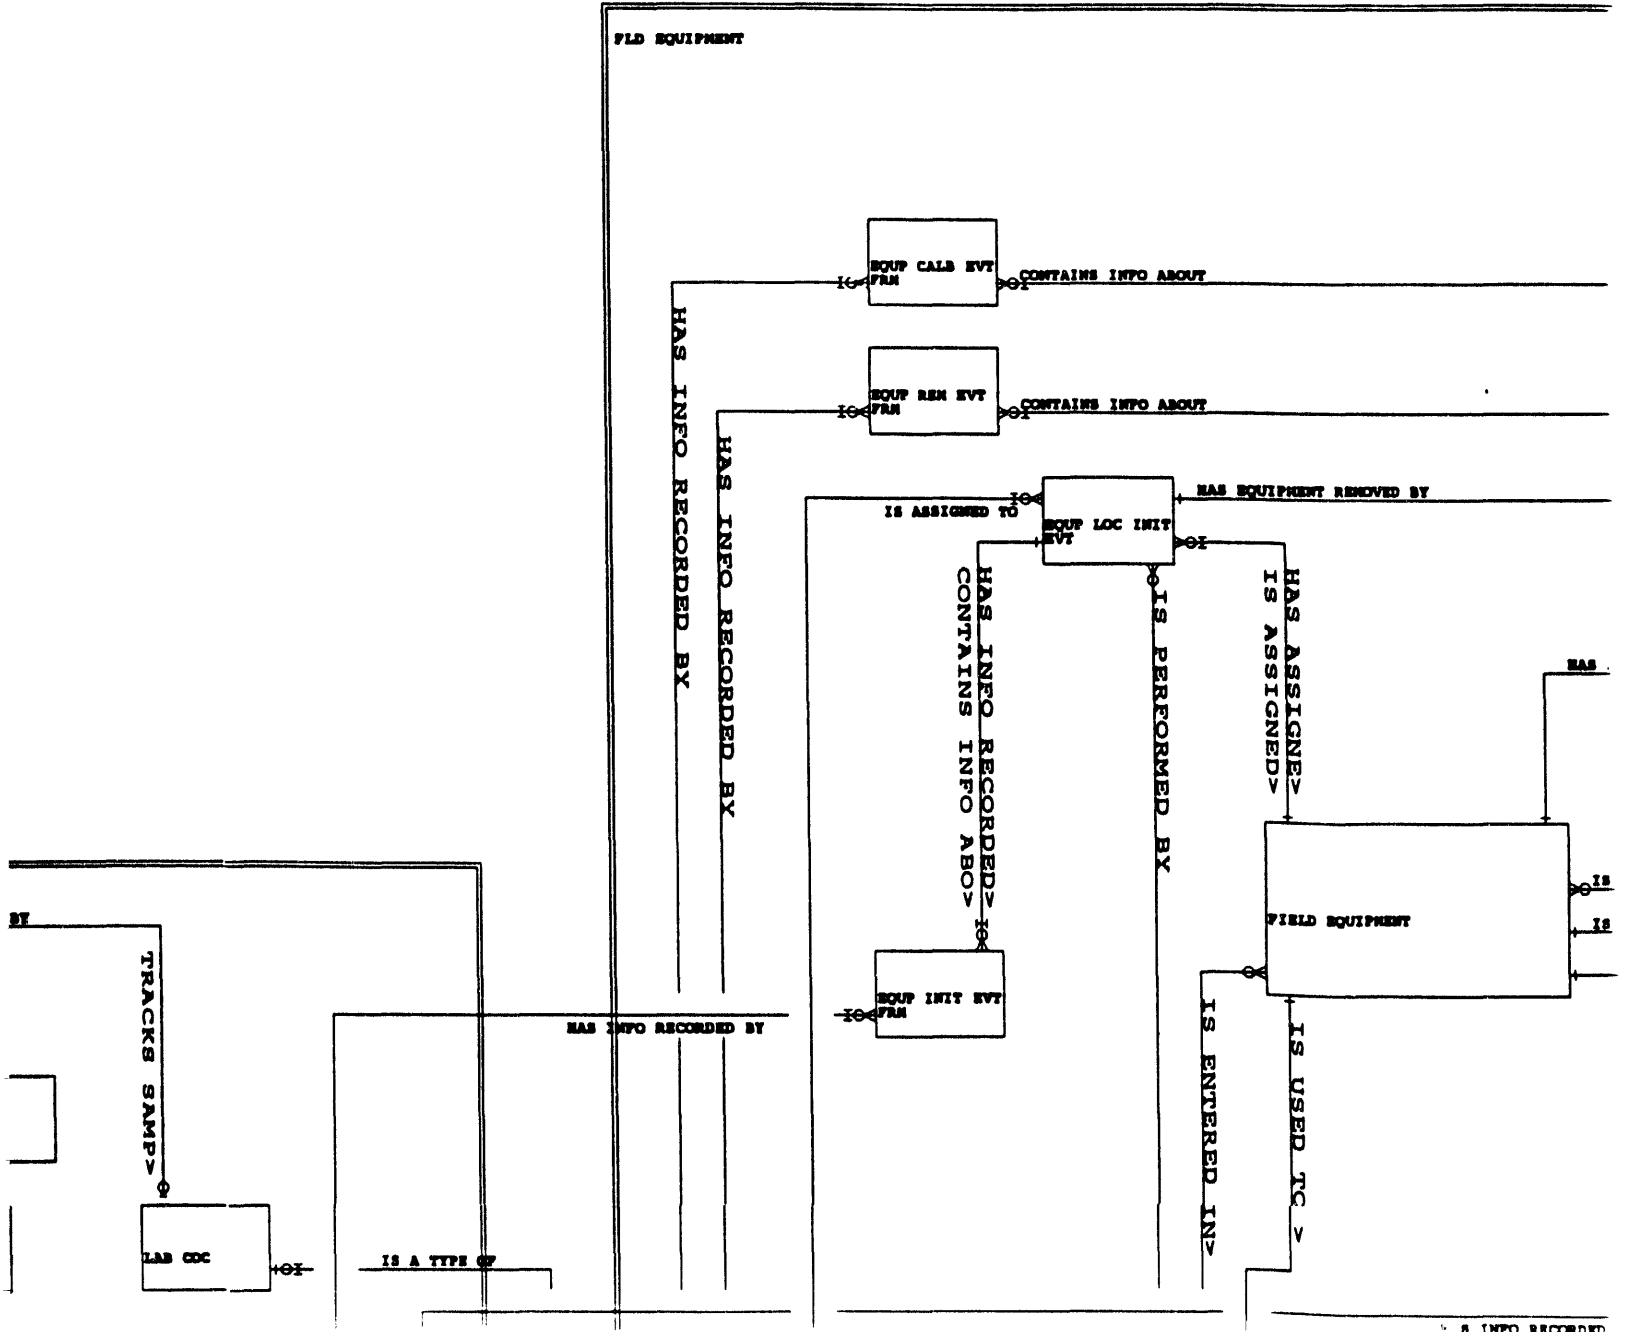 FLD EQUIPMENT
EQUP CALB EVT
FRM
CONTAINS INFO ABOUT
HAS INFO RECORDED BY
EQUP REM EVT
FRM
CONTAINS INFO ABOUT
HAS INFO RECORDED BY
IS ASSIGNED TO
EQUP LOC INIT
EVT
HAS EQUIPMENT REMOVED BY
HAS INFO RECORDED>
CONTAINS INFO ABO>
IS PERFORMED BY
HAS ASSIGNE>
IS ASSIGNED>
HAS
IS
FIELD EQUIPMENT
IS
BY
TRACKS SAMP>
EQUP INIT EVT
FRM
HAS INFO RECORDED BY
IS ENTERED IN>
IS USED TO >
LAB COC
IS A TYPE OF
S INFO RECORDED